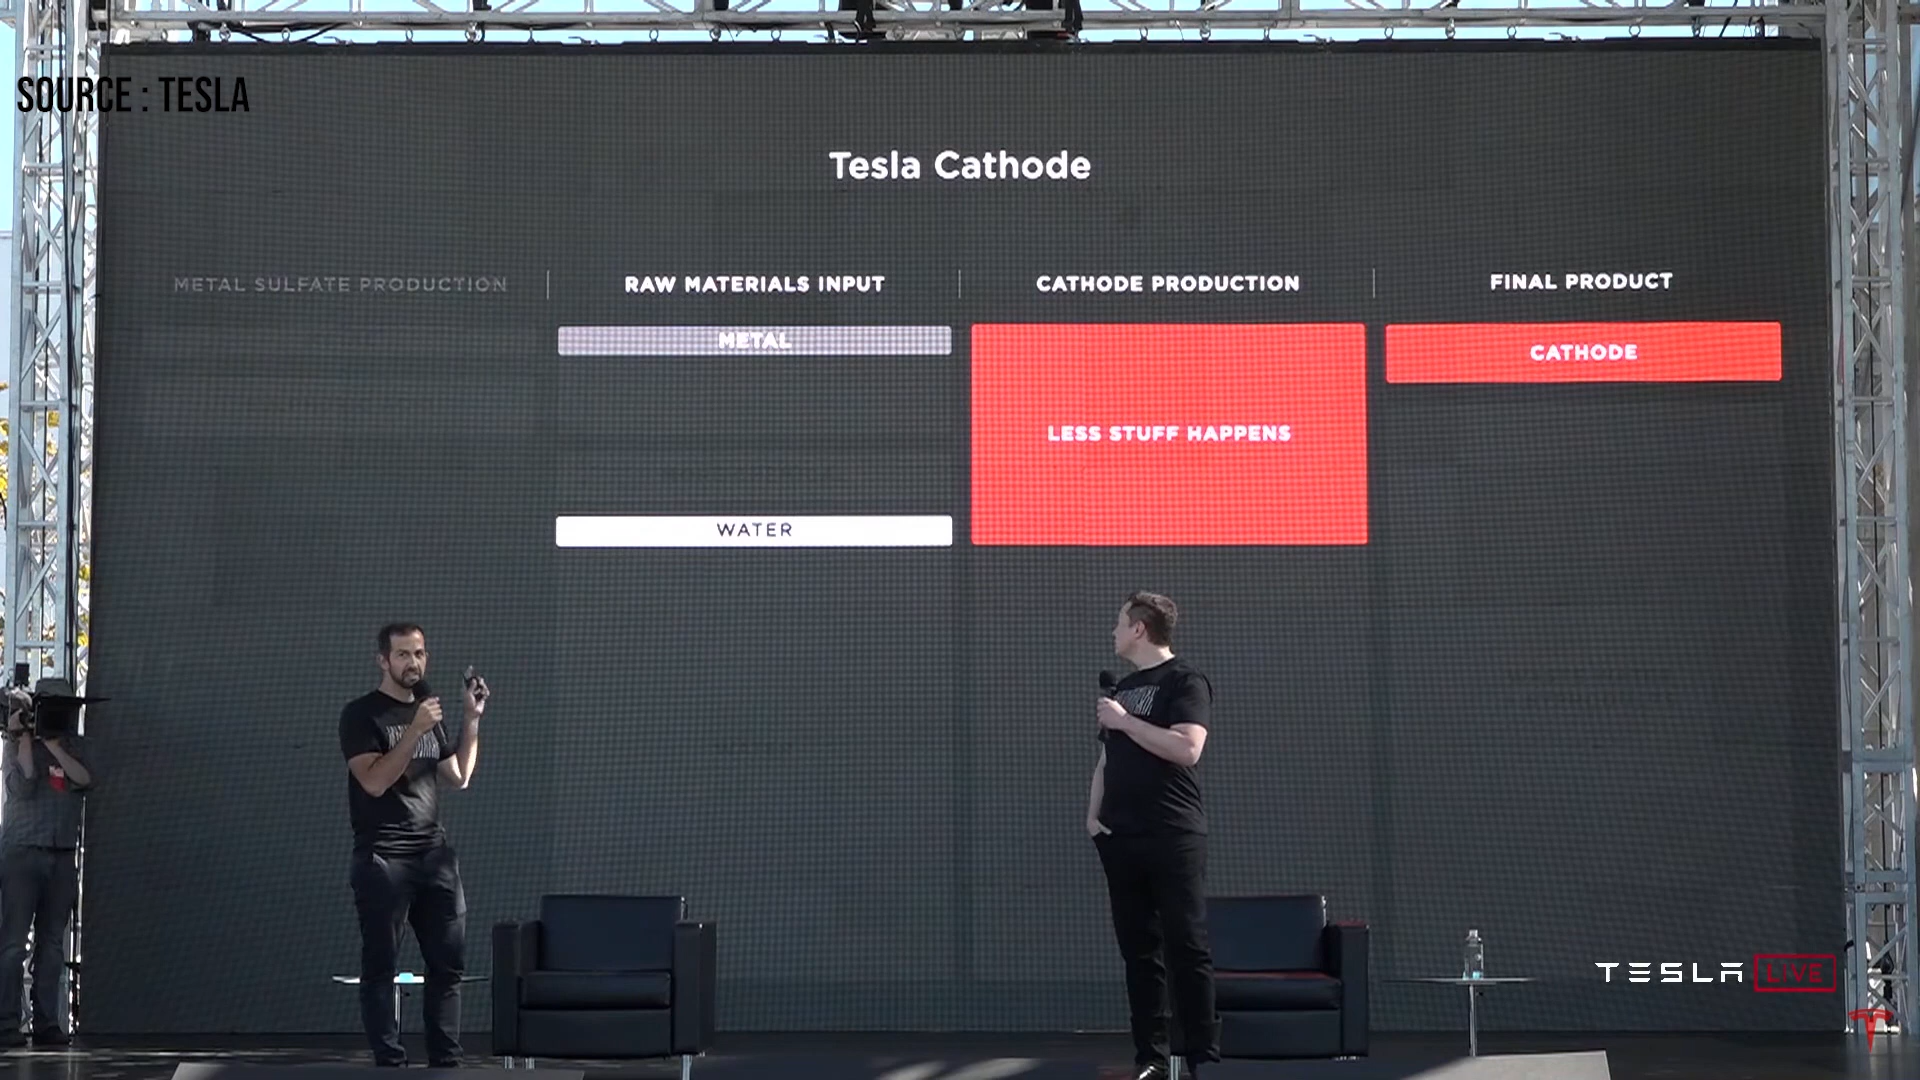 SOURCE : TESLA
Tesla Cathode
METAL SULFATE PRODUCTION
RAW MATERIALS INPUT
CATHODE PRODUCTION
FINAL PRODUCT
METAL
CATHODE
LESS STUFF HAPPENS
WATER
TESLA LIVE